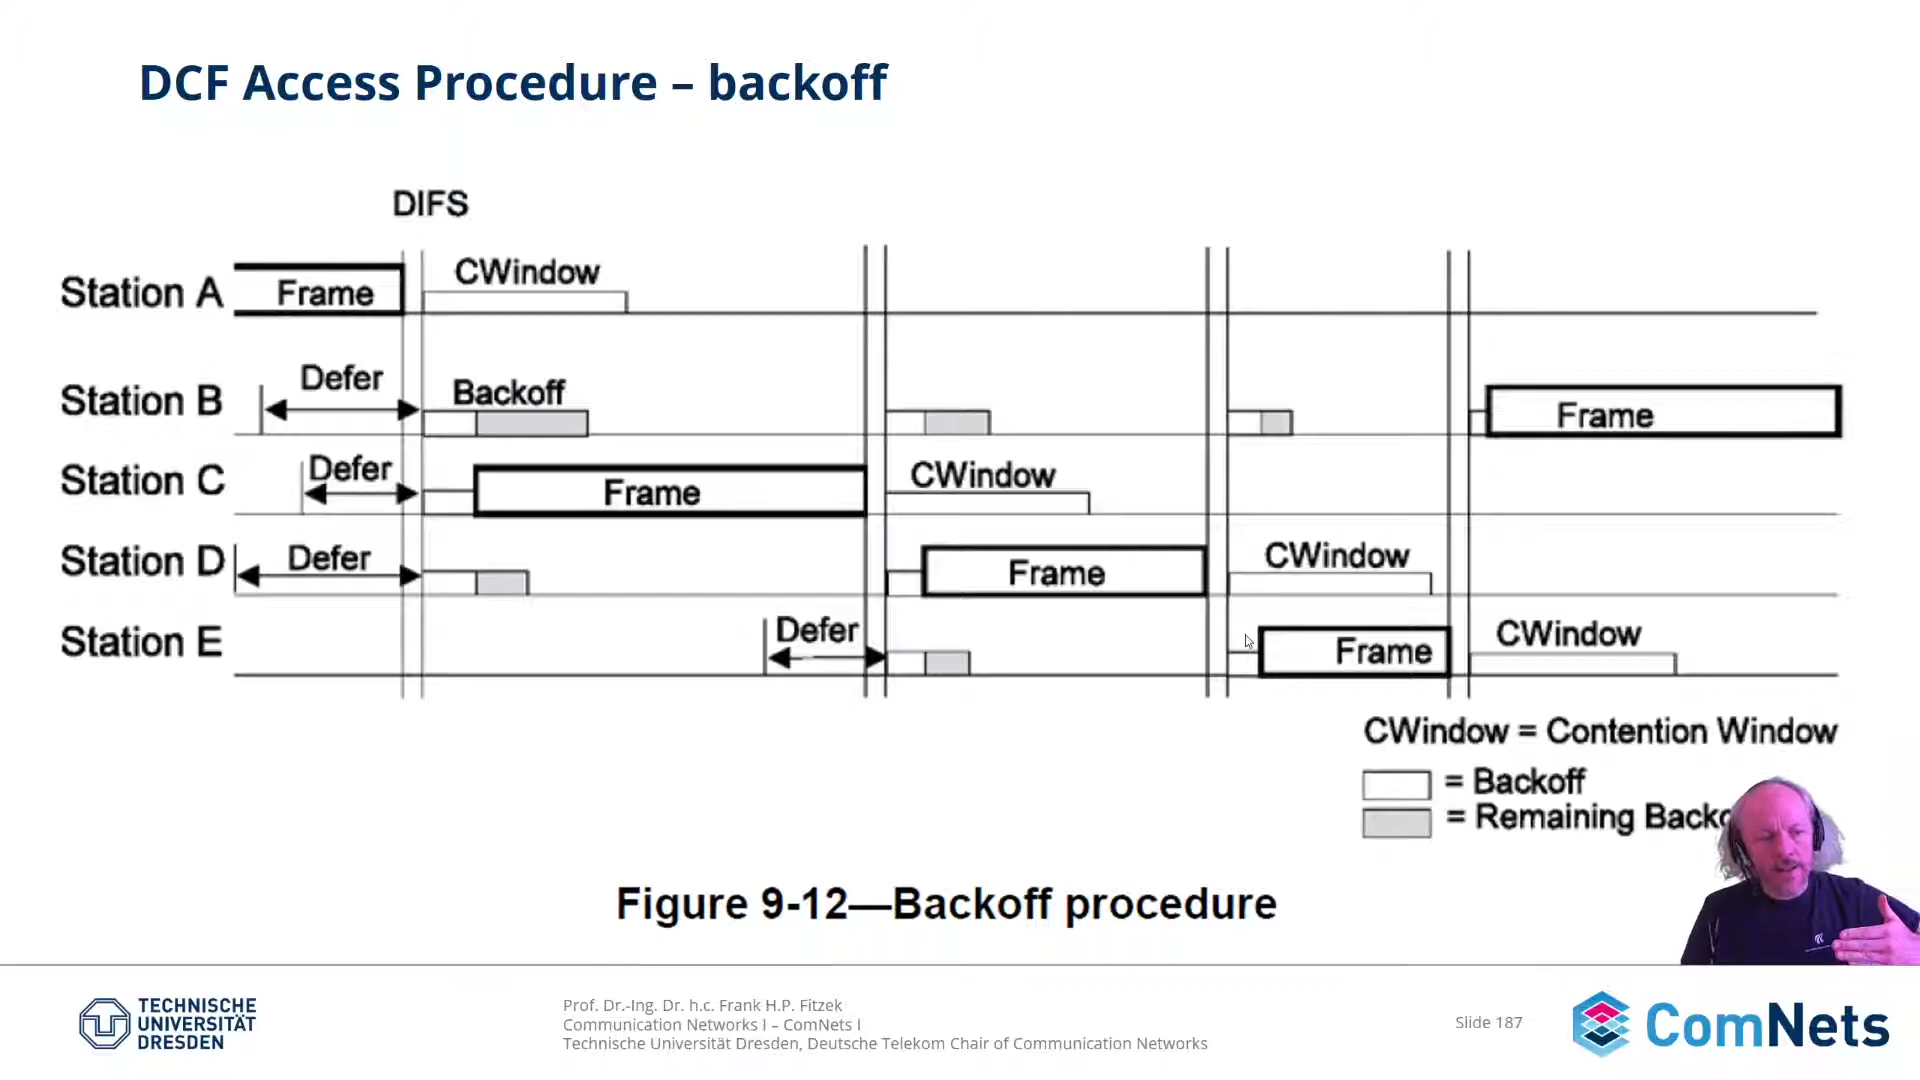 DCF Access Procedure – backoff
DIFS
Station A
Frame
CWindow
Station B
Defer
Backoff
Frame
Station C
Defer
Frame
CWindow
Station D
Defer
Frame
CWindow
Station E
Defer
Frame
CWindow
CWindow = Contention Window
= Backoff
= Remaining
Figure 9-12—Backoff procedure
TECHNISCHE
UNIVERSITÄT
DRESDEN
Prof. Dr.-Ing. Dr. h.c. Frank H.P. Fitzek
Communication Networks I – ComNets I
Technische Universität Dresden, Deutsche Telekom Chair of Communication Networks
Slide 187
ComNets